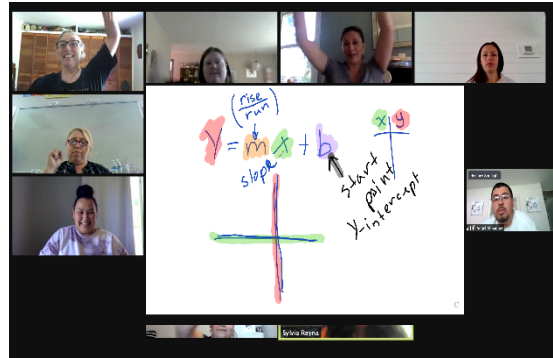 (rise
run)
y = m x + b
slope
start
point
y-intercept
x y
Sylvia Reyna